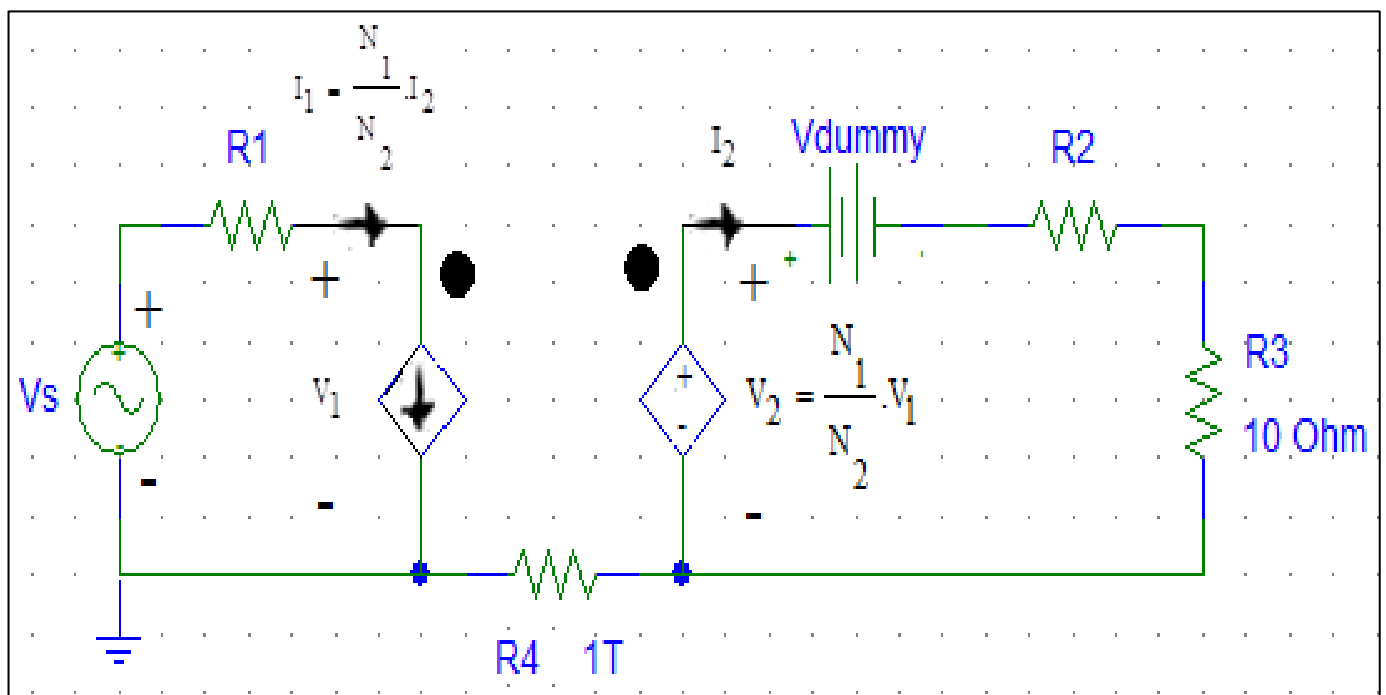 I₁ = N₁/N₂ .I₂
R1
I₂
Vdummy
R2
+
+
+
-
+
+
Vs
-
V₁
-
+
-
V₂ = N₁/N₂ .V₁
-
R3
10 Ohm
R4 1T